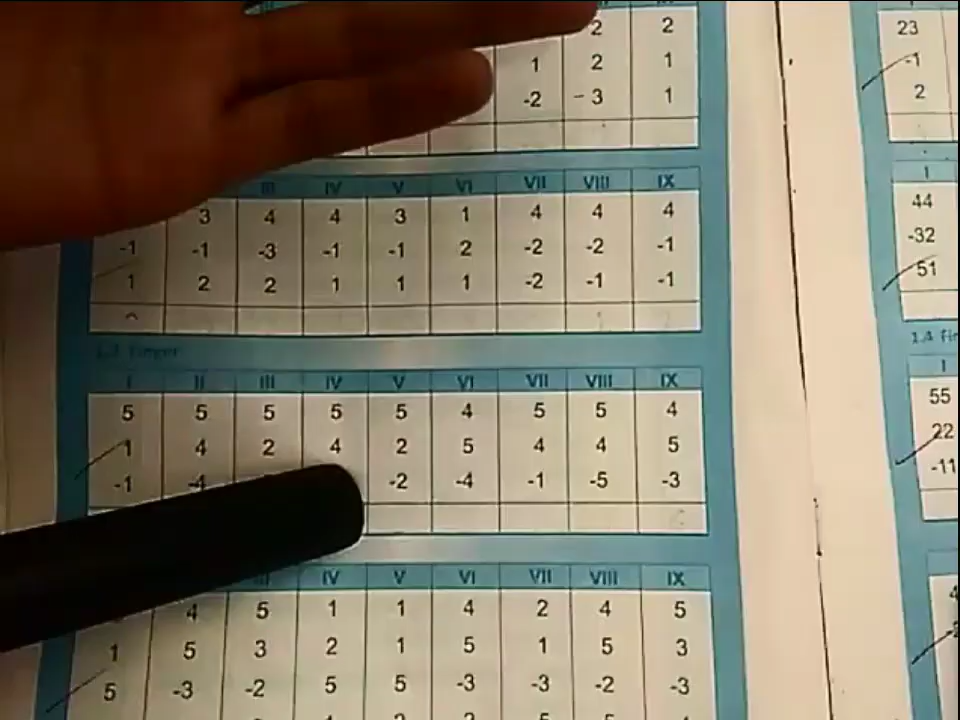 2 2
1 2 1
-2 -3 1
III IV V VI VII VIII IX
3 4 4 3 1 4 4 4
-1 -1 -3 -1 -1 2 -2 -2 -1
1 2 2 1 1 1 -2 -1 -1
I II III IV V VI VII VIII IX
5 5 5 5 5 4 5 5 4
1 4 2 4 2 5 4 4 5
-1 -4 -2 -4 -1 -5 -3
IV V VI VII VIII IX
4 5 1 1 4 2 4 5
1 5 3 2 1 5 1 5 3
5 -3 -2 5 5 -3 -3 -2 -3
23
-1
2
I
44
-32
51
1.4
I
55
22
-11